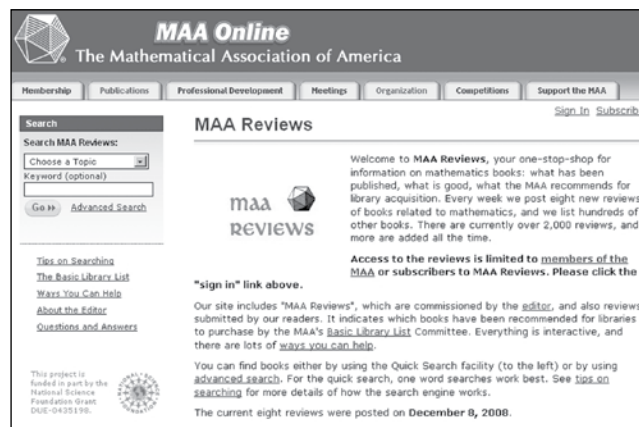 MAA Online
The Mathematical Association of America
Membership Publications Professional Development Meetings Organization Competitions Support the MAA
Sign In Subscrib
Search
Search MAA Reviews:
Choose a Topic
Keyword (optional)
Go Advanced Search
Tips on Searching
The Basic Library List
Ways You Can Help
About the Editor
Questions and Answers
This project is
funded in part by the
National Science
Foundation Grant
DUE-0435198.
MAA Reviews
maa
REVIEWS
Welcome to MAA Reviews, your one-stop-shop for
information on mathematics books: what has been
published, what is good, what the MAA recommends for
library acquisition. Every week we post eight new reviews
of books related to mathematics, and we list hundreds of
other books. There are currently over 2,000 reviews, and
more are added all the time.
Access to the reviews is limited to members of the
MAA or subscribers to MAA Reviews. Please click the
"sign in" link above.
Our site includes "MAA Reviews", which are commissioned by the editor, and also reviews
submitted by our readers. It indicates which books have been recommended for libraries
to purchase by the MAA's Basic Library List Committee. Everything is interactive, and
there are lots of ways you can help.
You can find books either by using the Quick Search facility (to the left) or by using
advanced search. For the quick search, one word searches work best. See tips on
searching for more details of how the search engine works.
The current eight reviews were posted on December 8, 2008.